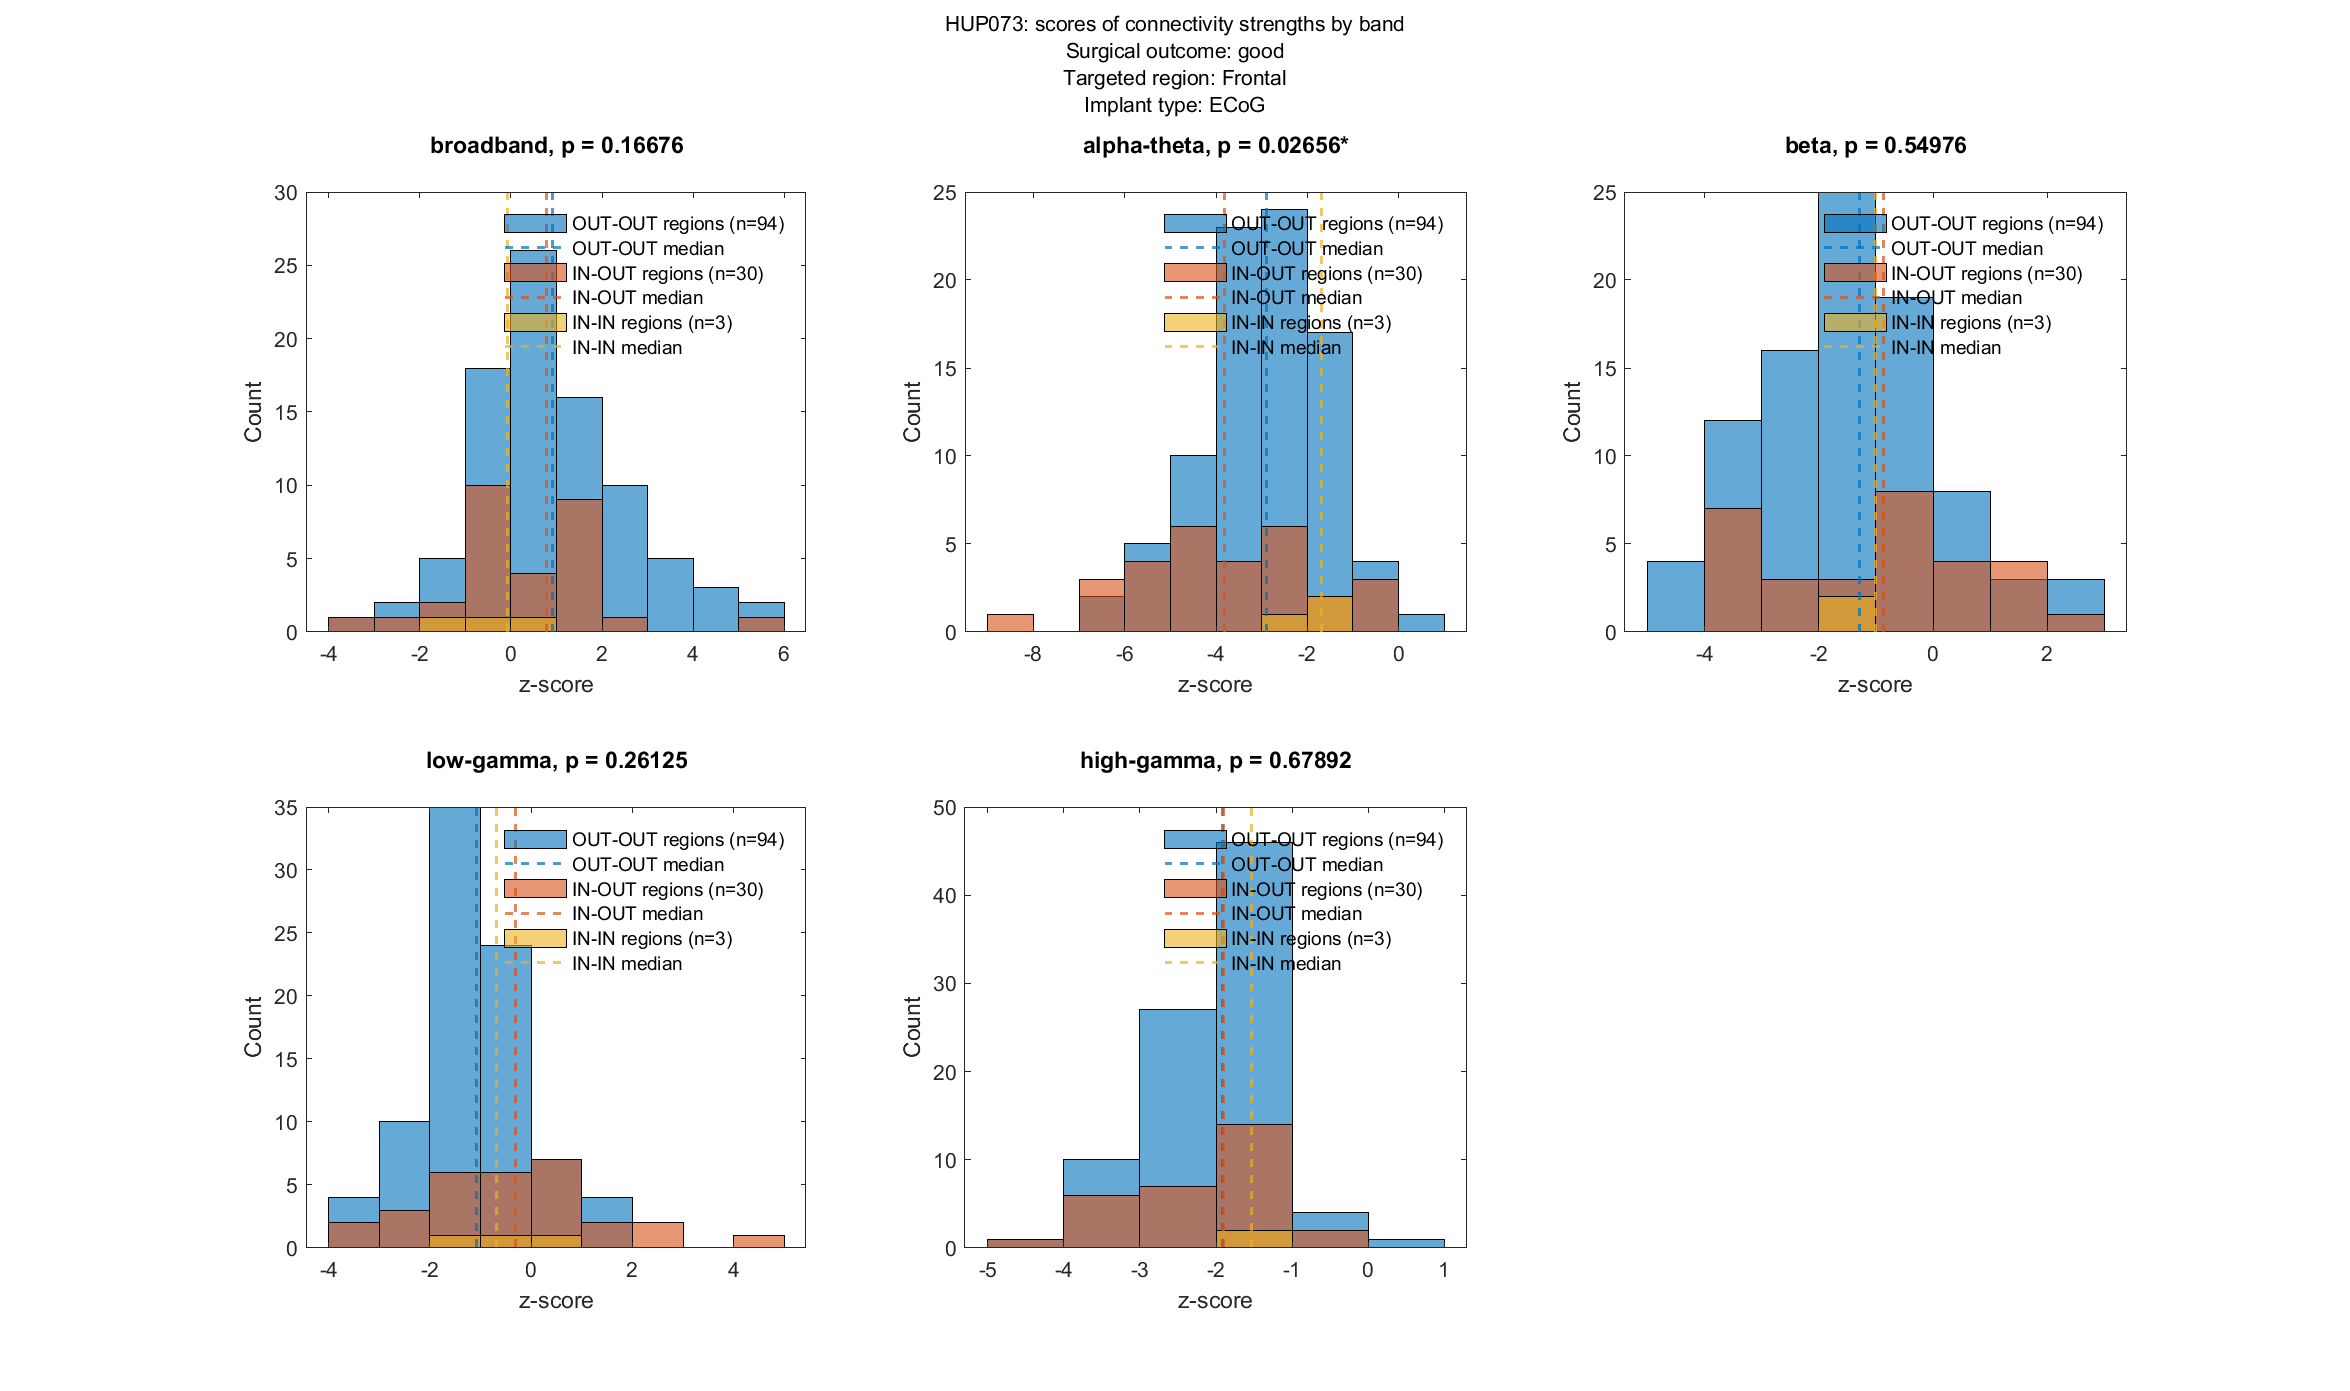 HUP073: scores of connectivity strengths by band
Surgical outcome: good
Targeted region: Frontal
Implant type: ECoG
broadband, p = 0.16676
30
25
20
15
10
5
0
Count
-4
-2
0
2
4
6
z-score
OUT-OUT regions (n=94)
OUT-OUT median
IN-OUT regions (n=30)
IN-OUT median
IN-IN regions (n=3)
IN-IN median
alpha-theta, p = 0.02656*
25
20
15
10
5
0
Count
-8
-6
-4
-2
0
z-score
OUT-OUT regions (n=94)
OUT-OUT median
IN-OUT regions (n=30)
IN-OUT median
IN-IN regions (n=3)
IN-IN median
beta, p = 0.54976
25
20
15
10
5
0
Count
-4
-2
0
2
z-score
OUT-OUT regions (n=94)
OUT-OUT median
IN-OUT regions (n=30)
IN-OUT median
IN-IN regions (n=3)
IN-IN median
low-gamma, p = 0.26125
35
30
25
20
15
10
5
0
Count
-4
-2
0
2
4
z-score
OUT-OUT regions (n=94)
OUT-OUT median
IN-OUT regions (n=30)
IN-OUT median
IN-IN regions (n=3)
IN-IN median
high-gamma, p = 0.67892
50
40
30
20
10
0
Count
-5
-4
-3
-2
-1
0
1
z-score
OUT-OUT regions (n=94)
OUT-OUT median
IN-OUT regions (n=30)
IN-OUT median
IN-IN regions (n=3)
IN-IN median